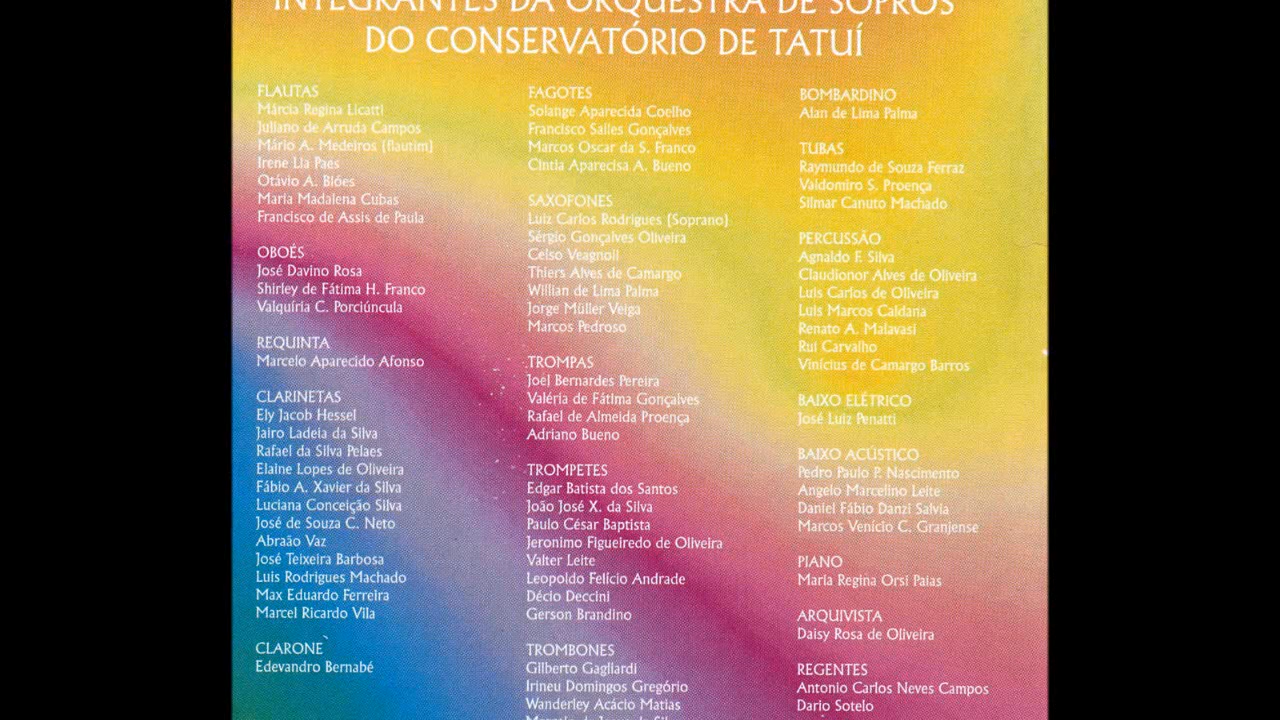 INTEGRANTES DA ORQUESTRA DE SOPROS
DO CONSERVATÓRIO DE TATUÍ
FLAUTAS
Márcia Regina Licatti
Juliano de Arruda Campos
Mário A. Medeiros (flautim)
Irene Lia Paes
Otávio A. Blóes
Maria Madalena Cubas
Francisco de Assis de Paula
OBOÉS
José Davino Rosa
Shirley de Fátima H. Franco
Valquíria C. Porciúncula
REQUINTA
Marcelo Aparecido Afonso
CLARINETAS
Ely Jacob Hessel
Jairo Ladeia da Silva
Rafael da Silva Pelaes
Elaine Lopes de Oliveira
Fábio A. Xavier da Silva
Luciana Conceição Silva
José de Souza C. Neto
Abraão Vaz
José Teixeira Barbosa
Luis Rodrigues Machado
Max Eduardo Ferreira
Marcel Ricardo Vila
CLARONE`
Edevandro Bernabé
FAGOTES
Solange Aparecida Coelho
Francisco Salles Gonçalves
Marcos Oscar da S. Franco
Cintia Aparecisa A. Bueno
SAXOFONES
Luiz Carlos Rodrigues (Soprano)
Sérgio Gonçalves Oliveira
Celso Veagnoli
Thiers Alves de Camargo
Willian de Lima Palma
Jorge Müller Veiga
Marcos Pedroso
TROMPAS
Joel Bernardes Pereira
Valéria de Fátima Gonçalves
Rafael de Almeida Proença
Adriano Bueno
TROMPETES
Edgar Batista dos Santos
João José X. da Silva
Paulo César Baptista
Jeronimo Figueiredo de Oliveira
Valter Leite
Leopoldo Felício Andrade
Décio Deccini
Gerson Brandino
TROMBONES
Gilberto Gagliardi
Irineu Domingos Gregório
Wanderley Acácio Matias
BOMBARDINO
Alan de Lima Palma
TUBAS
Raymundo de Souza Ferraz
Valdomiro S. Proença
Silmar Canuto Machado
PERCUSSÃO
Agnaldo F. Silva
Claudionor Alves de Oliveira
Luis Carlos de Oliveira
Luis Marcos Caldana
Renato A. Malavasi
Rui Carvalho
Vinícius de Camargo Barros
BAIXO ELÉTRICO
José Luiz Penatti
BAIXO ACÚSTICO
Pedro Paulo P. Nascimento
Angelo Marcelino Leite
Daniel Fábio Danzi Salvia
Marcos Venício C. Granjense
PIANO
Maria Regina Orsi Paias
ARQUIVISTA
Daisy Rosa de Oliveira
REGENTES
Antonio Carlos Neves Campos
Dario Sotelo